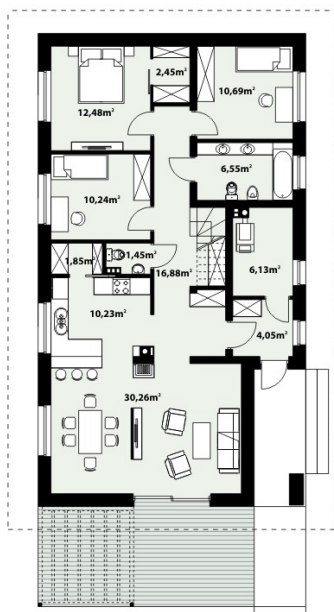 2,45m²
10,69m²
12,48m²
6,55m²
10,24m²
1,85m²
1,45m²
16,88m²
6,13m²
10,23m²
4,05m²
30,26m²